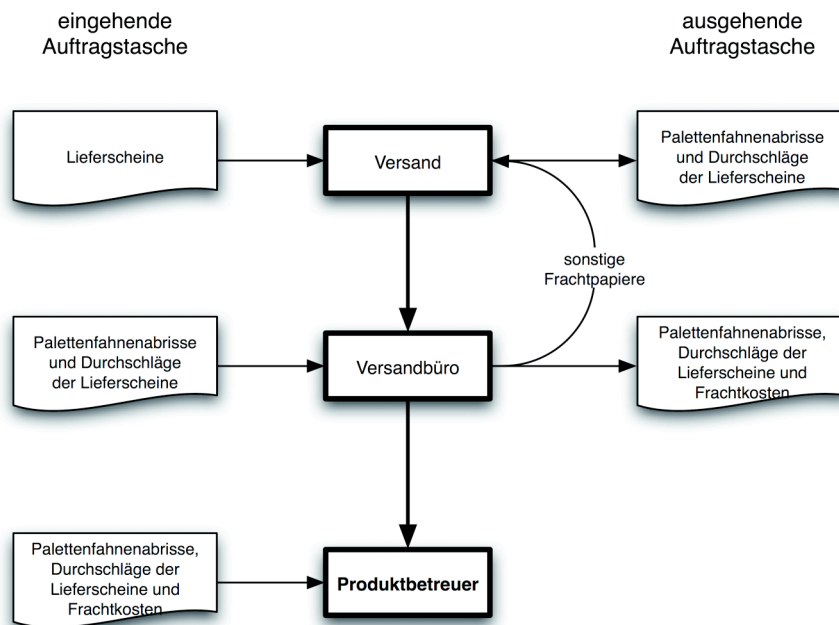 eingehende
Auftragstasche
ausgehende
Auftragstasche
Lieferscheine
Versand
Palettenfahnenabrisse
und Durchschläge
der Lieferscheine
sonstige
Frachtpapiere
Palettenfahnenabrisse
und Durchschläge
der Lieferscheine
Versandbüro
Palettenfahnenabrisse,
Durchschläge der
Lieferscheine und
Frachtkosten
Palettenfahnenabrisse,
Durchschläge der
Lieferscheine und
Frachtkosten
Produktbetreuer